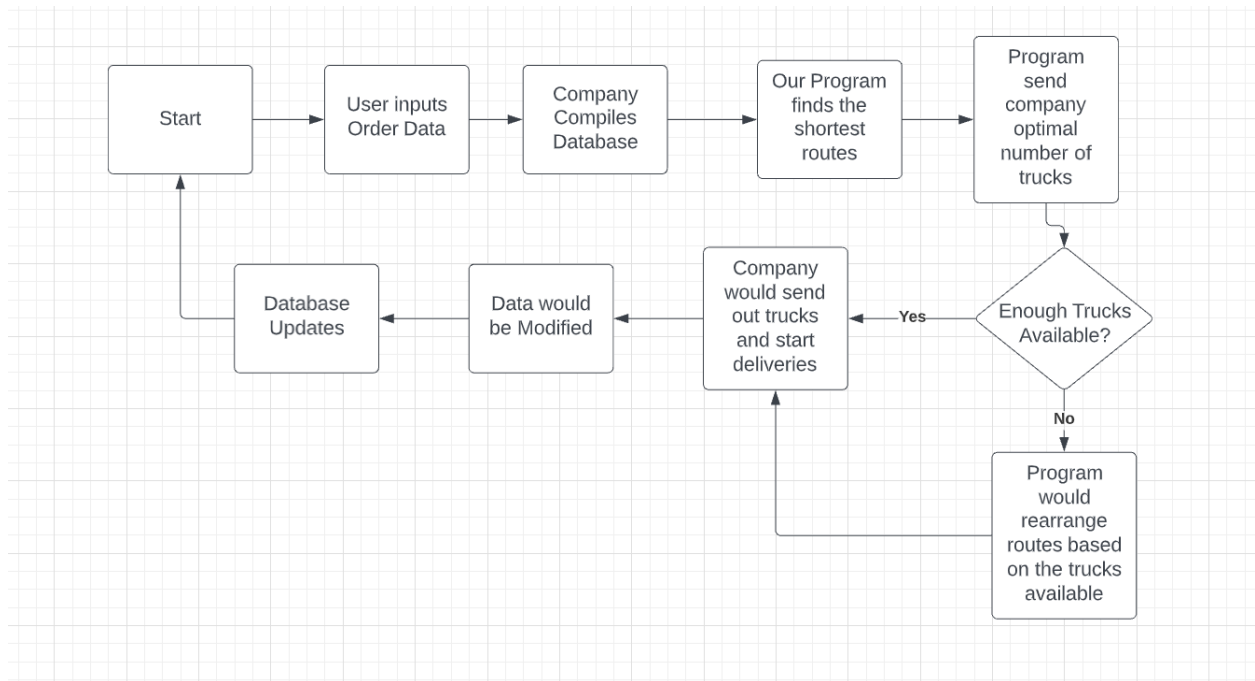 Start
User inputs
Order Data
Company
Compiles
Database
Our Program
finds the
shortest
routes
Program
send
company
optimal
number of
trucks
Enough Trucks
Available?
Yes
No
Company
would send
out trucks
and start
deliveries
Data would
be Modified
Database
Updates
Program
would
rearrange
routes based
on the trucks
available